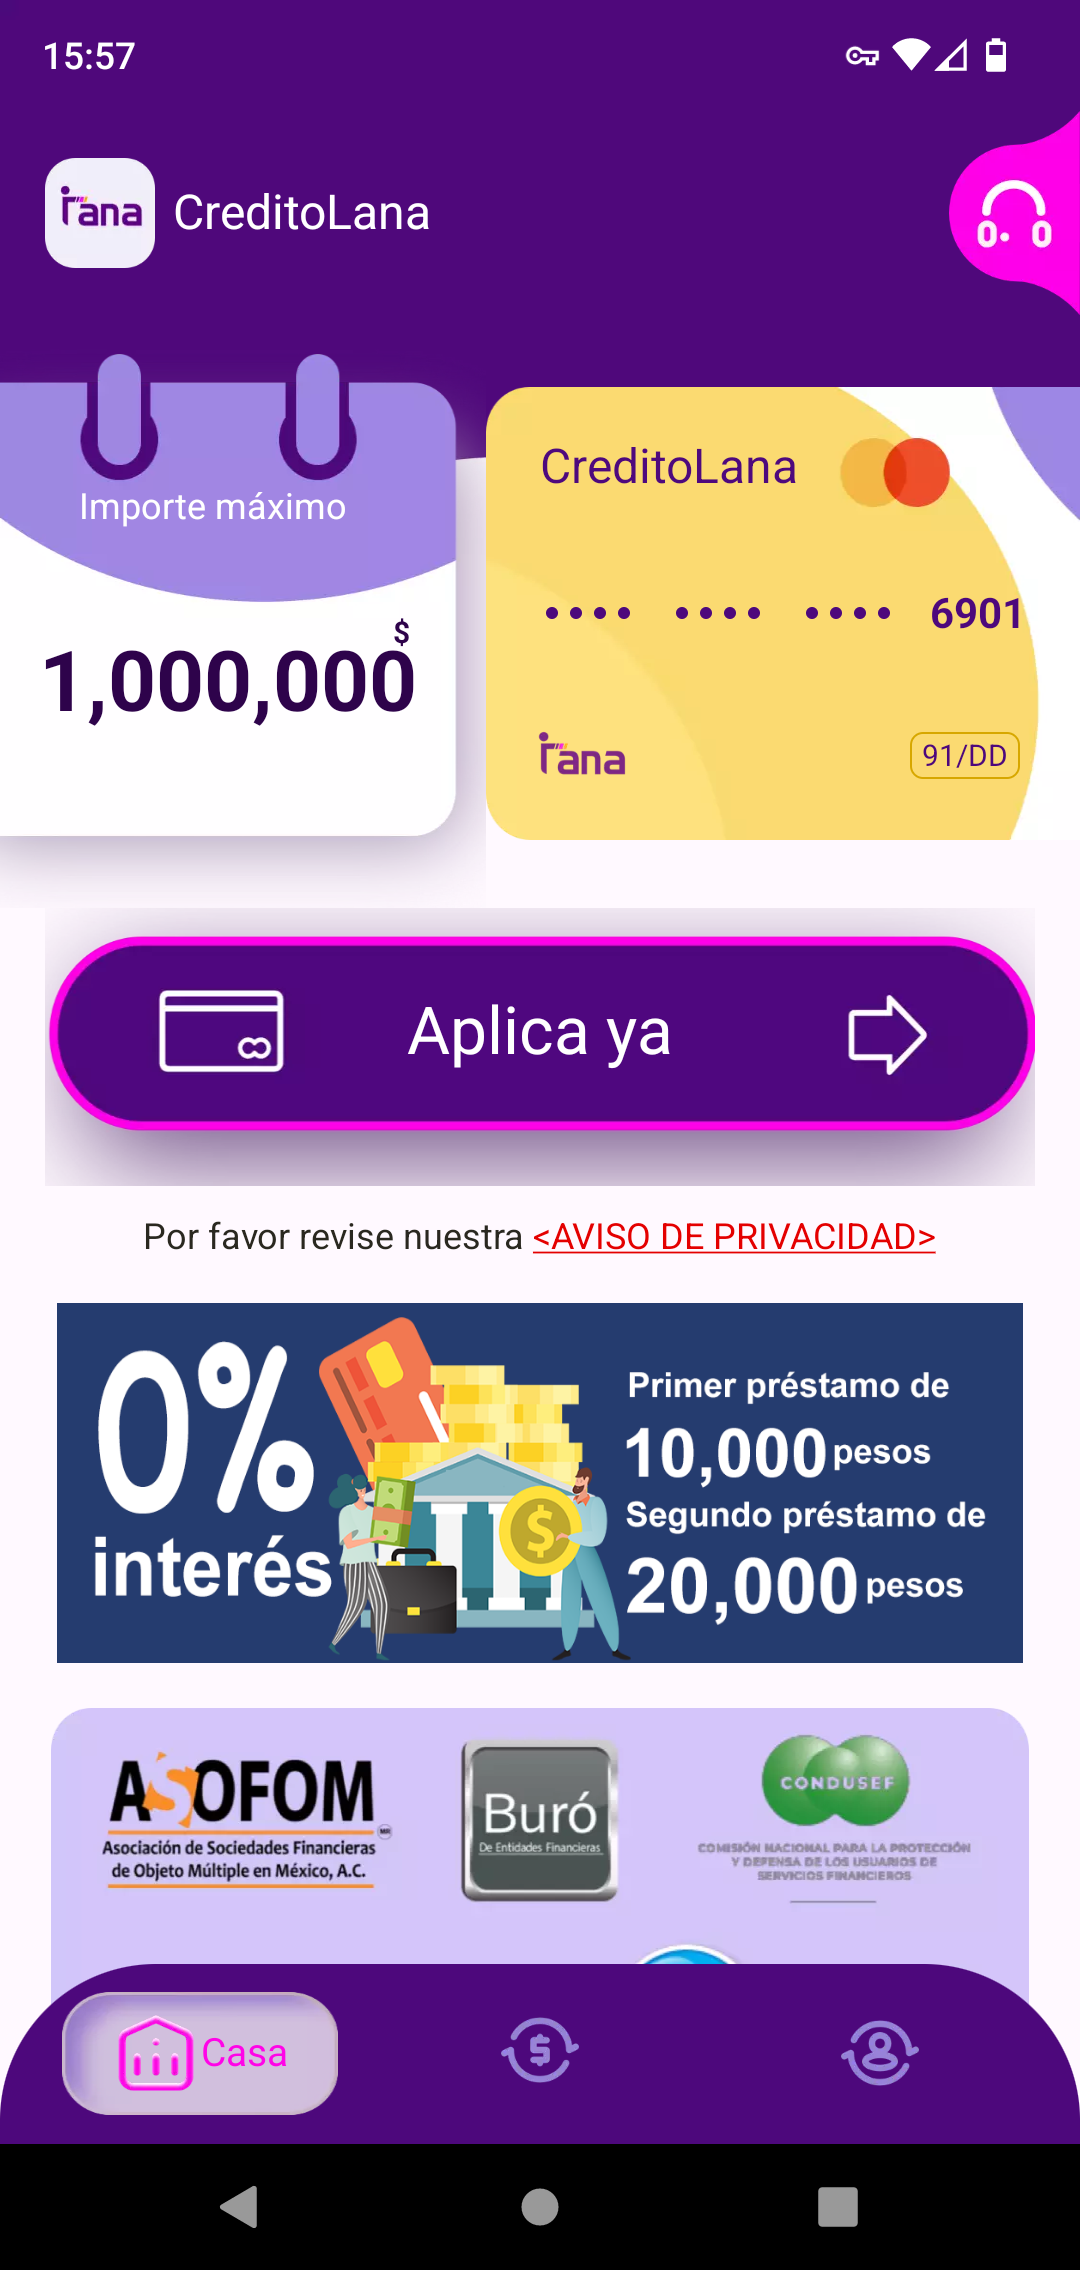 15:57
rana
CreditoLana
Importe máximo
$
1,000,000
CreditoLana
•••• •••• •••• 6901
rana
91/DD
Aplica ya
Por favor revise nuestra <AVISO DE PRIVACIDAD>
0%
interés
Primer préstamo de
10,000 pesos
Segundo préstamo de
20,000 pesos
ASOFOM
MR
Asociación de Sociedades Financieras
de Objeto Múltiple en México, A.C.
Buró
De Entidades Financieras
CONDUSEF
COMISIÓN NACIONAL PARA LA PROTECCIÓN
Y DEFENSA DE LOS USUARIOS DE
SERVICIOS FINANCIEROS
Casa